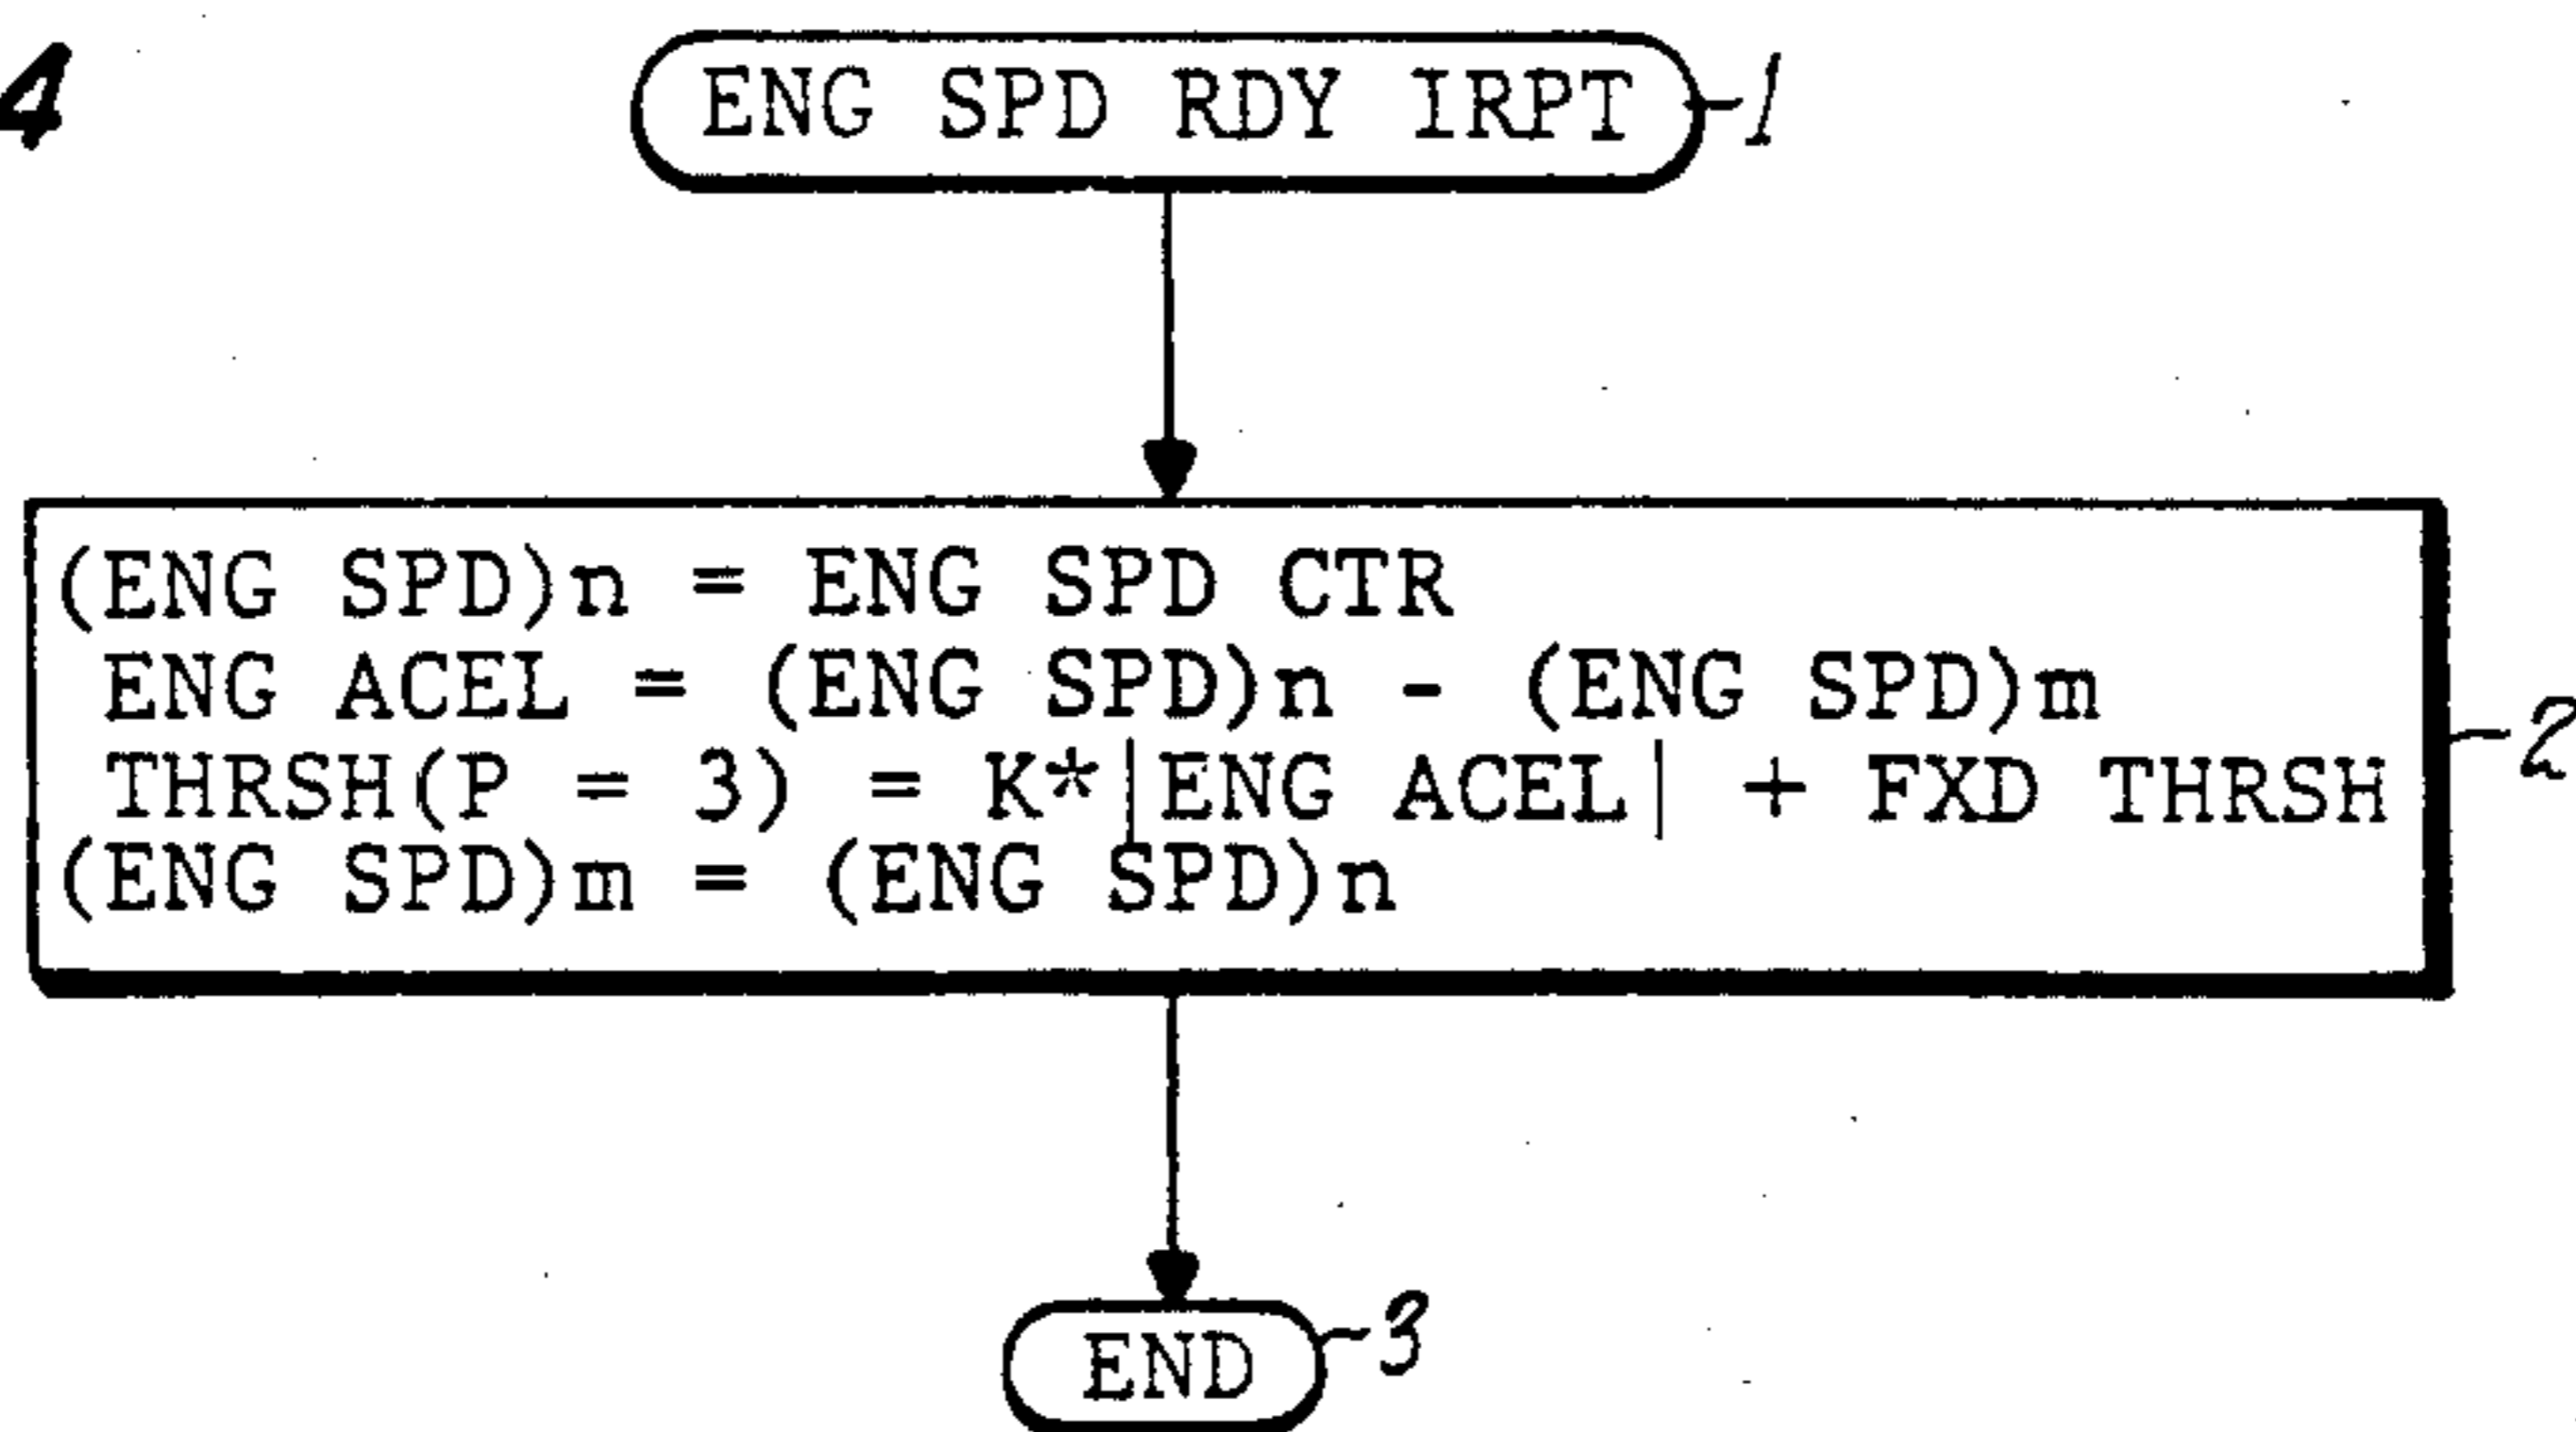 4
ENG SPD RDY IRPT 1
(ENG SPD)n = ENG SPD CTR
ENG ACEL = (ENG SPD)n - (ENG SPD)m
THRSH(P = 3) = K*|ENG ACEL| + FXD THRSH
(ENG SPD)m = (ENG SPD)n
2
END 3